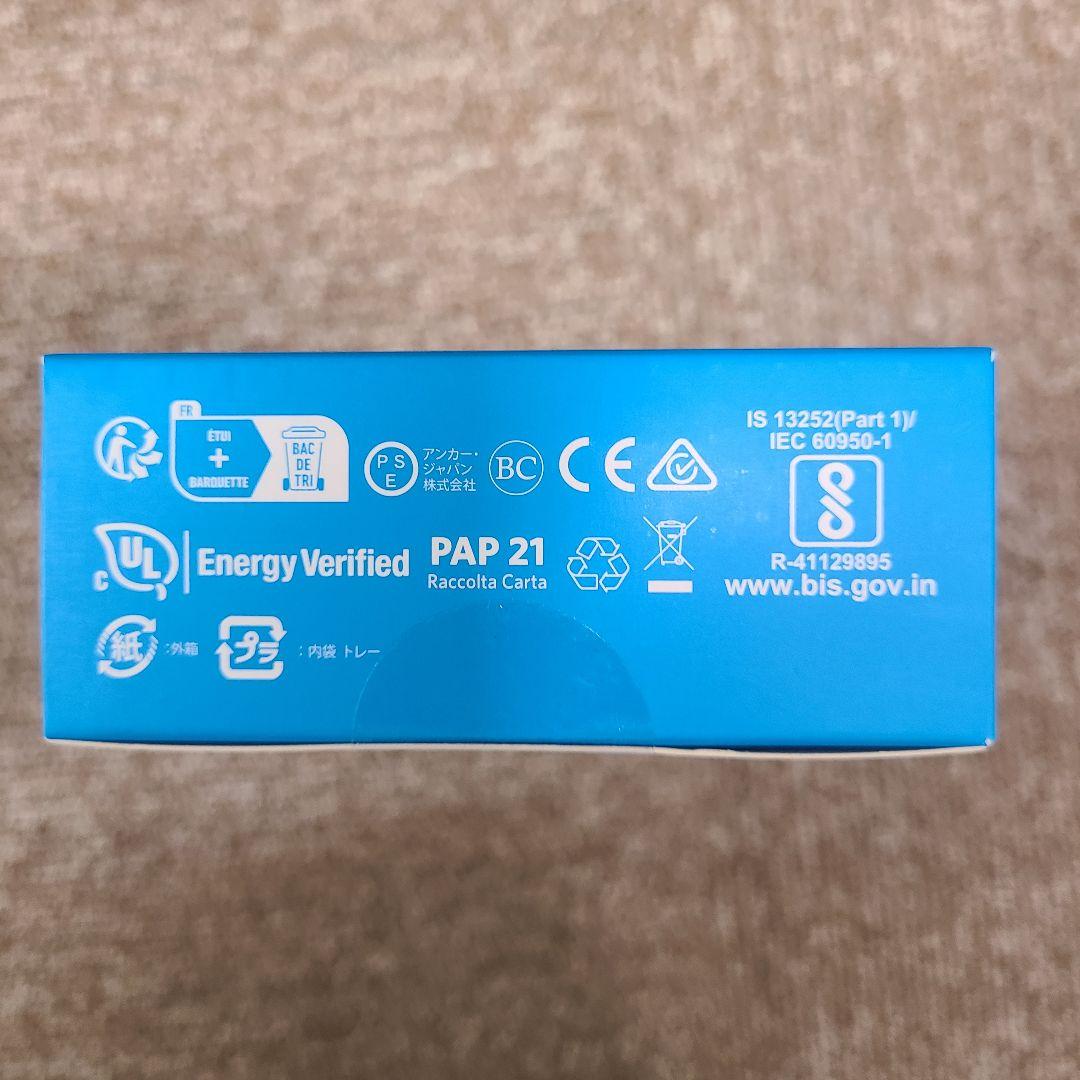 FR
ÉTUI
+
BARQUETTE
BAC
DE
TRI
PS
E
アンカー・
ジャパン
株式会社
BC
CE
IS 13252(Part 1)/
IEC 60950-1
R-41129895
www.bis.gov.in
C UL Energy Verified
PAP 21
Raccolta Carta
紙 :外箱
プラ :内袋 トレー